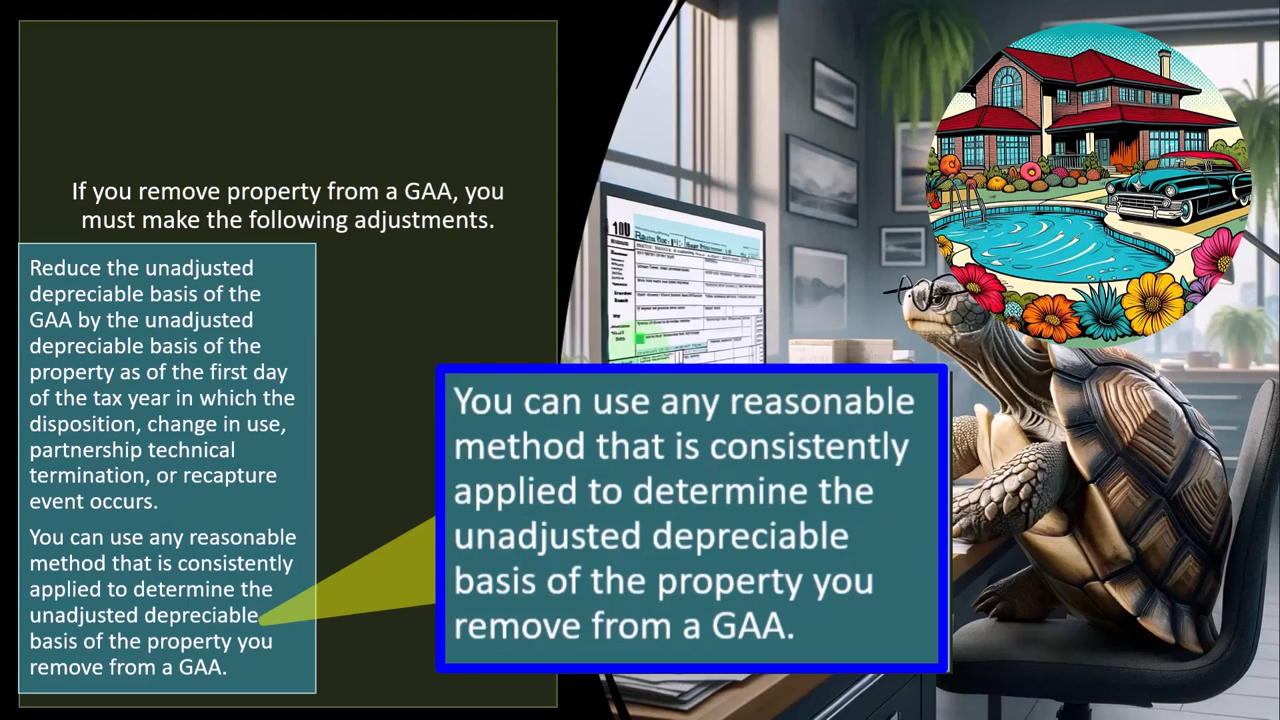 If you remove property from a GAA, you
must make the following adjustments.
Reduce the unadjusted
depreciable basis of the
GAA by the unadjusted
depreciable basis of the
property as of the first day
of the tax year in which the
disposition, change in use,
partnership technical
termination, or recapture
event occurs.
You can use any reasonable
method that is consistently
applied to determine the
unadjusted depreciable
basis of the property you
remove from a GAA.
You can use any reasonable
method that is consistently
applied to determine the
unadjusted depreciable
basis of the property you
remove from a GAA.